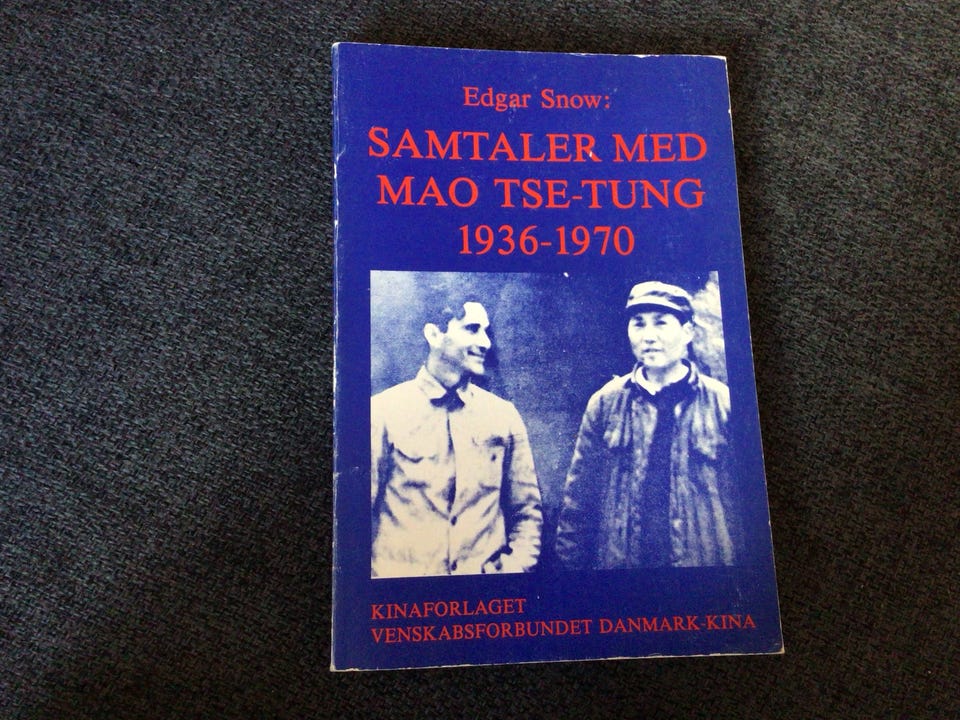 Edgar Snow:
SAMTALER MED
MAO TSE-TUNG
1936-1970
KINAFORLAGET
VENSKABSFORBUNDET DANMARK-KINA